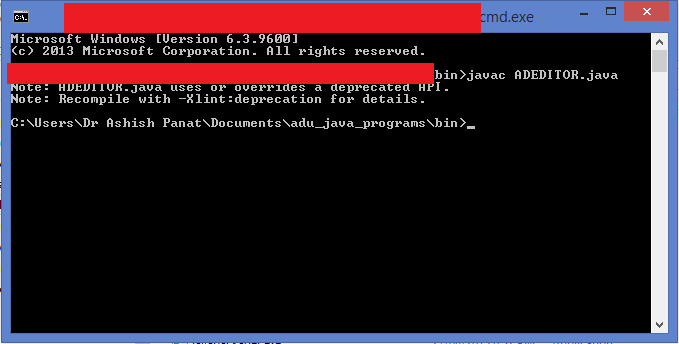 cmd.exe
Microsoft Windows [Version 6.3.9600]
(c) 2013 Microsoft Corporation. All rights reserved.
bin>javac ADEDITOR.java
Note: ADEDITOR.java uses or overrides a deprecated API.
Note: Recompile with -Xlint:deprecation for details.
C:\Users\Dr Ashish Panat\Documents\adu_java_programs\bin>_